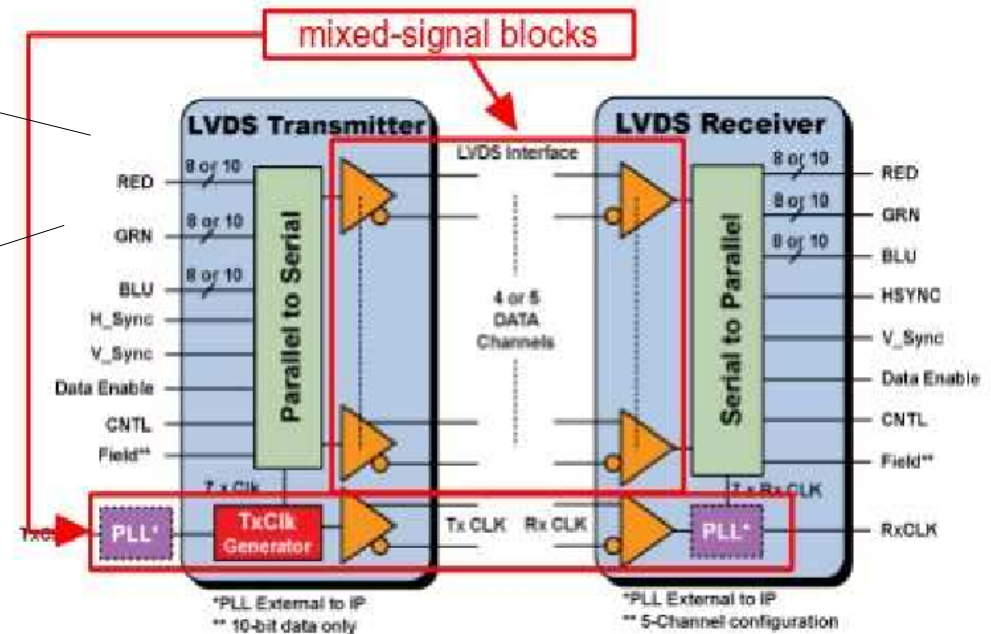 mixed-signal blocks
LVDS Transmitter
8 or 10
RED
8 or 10
GRN
8 or 10
BLU
H_Sync
V_Sync
Data Enable
CNTL
Field**
Parallel to Serial
7 x Clk
PLL*
TxClk
Generator
*PLL External to IP
** 10-bit data only
LVDS Interface
4 or 5
DATA
Channels
Tx CLK
Rx CLK
LVDS Receiver
Serial to Parallel
8 or 10
RED
8 or 10
GRN
8 or 10
BLU
HSYNC
V_Sync
Data Enable
CNTL
Field**
7 x Rx CLK
PLL*
RxCLK
*PLL External to IP
** 5-Channel configuration